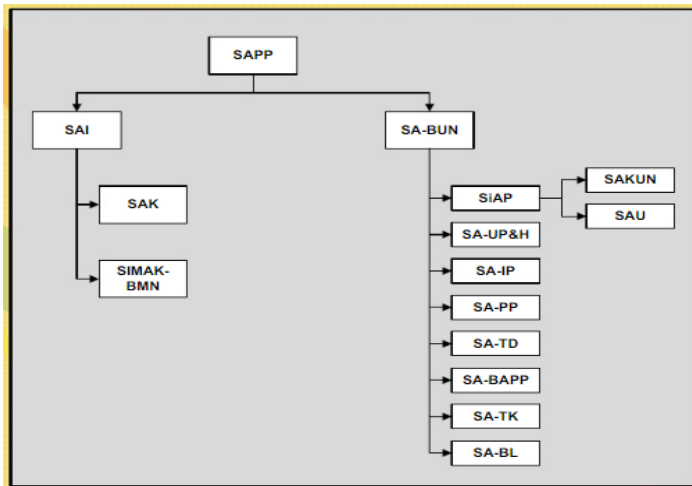 SAPP
SAI
SA-BUN
SAK
SIMAK-
BMN
SiAP
SAKUN
SAU
SA-UP&H
SA-IP
SA-PP
SA-TD
SA-BAPP
SA-TK
SA-BL